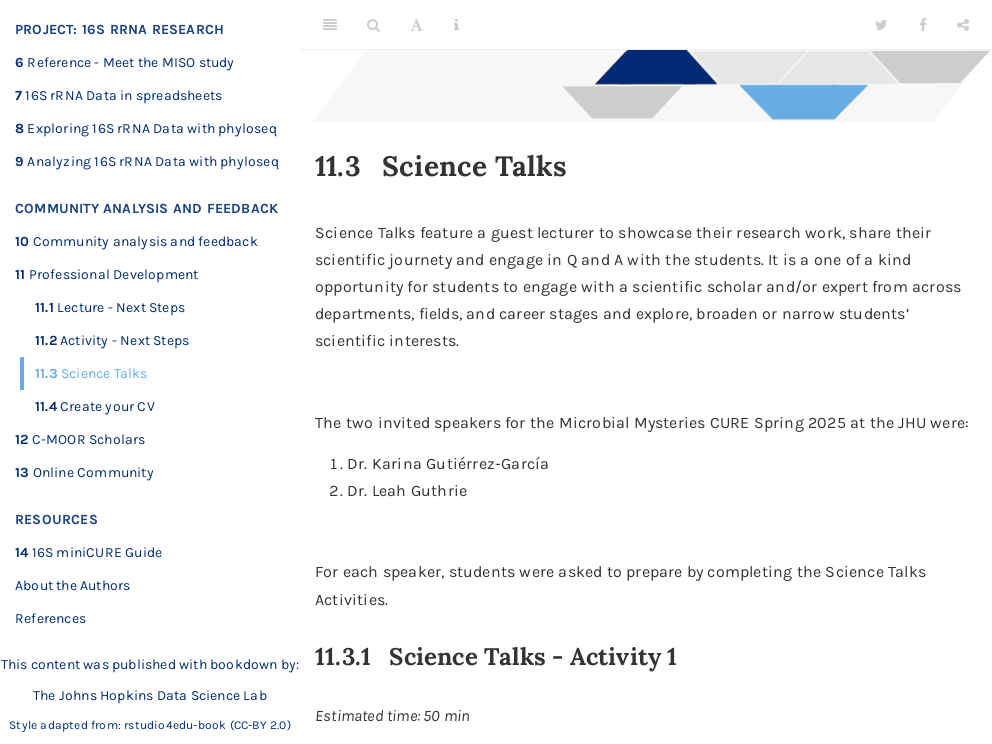 PROJECT: 16S RRNA RESEARCH
6 Reference - Meet the MISO study
7 16S rRNA Data in spreadsheets
8 Exploring 16S rRNA Data with phyloseq
9 Analyzing 16S rRNA Data with phyloseq
COMMUNITY ANALYSIS AND FEEDBACK
10 Community analysis and feedback
11 Professional Development
11.1 Lecture - Next Steps
11.2 Activity - Next Steps
11.3 Science Talks
11.4 Create your CV
12 C-MOOR Scholars
13 Online Community
RESOURCES
14 16S miniCURE Guide
About the Authors
References
This content was published with bookdown by:
The Johns Hopkins Data Science Lab
Style adapted from: rstudio4edu-book (CC-BY 2.0)
11.3 Science Talks
Science Talks feature a guest lecturer to showcase their research work, share their
scientific journety and engage in Q and A with the students. It is a one of a kind
opportunity for students to engage with a scientific scholar and/or expert from across
departments, fields, and career stages and explore, broaden or narrow students’
scientific interests.
The two invited speakers for the Microbial Mysteries CURE Spring 2025 at the JHU were:
1. Dr. Karina Gutiérrez-García
2. Dr. Leah Guthrie
For each speaker, students were asked to prepare by completing the Science Talks
Activities.
11.3.1 Science Talks - Activity 1
Estimated time: 50 min